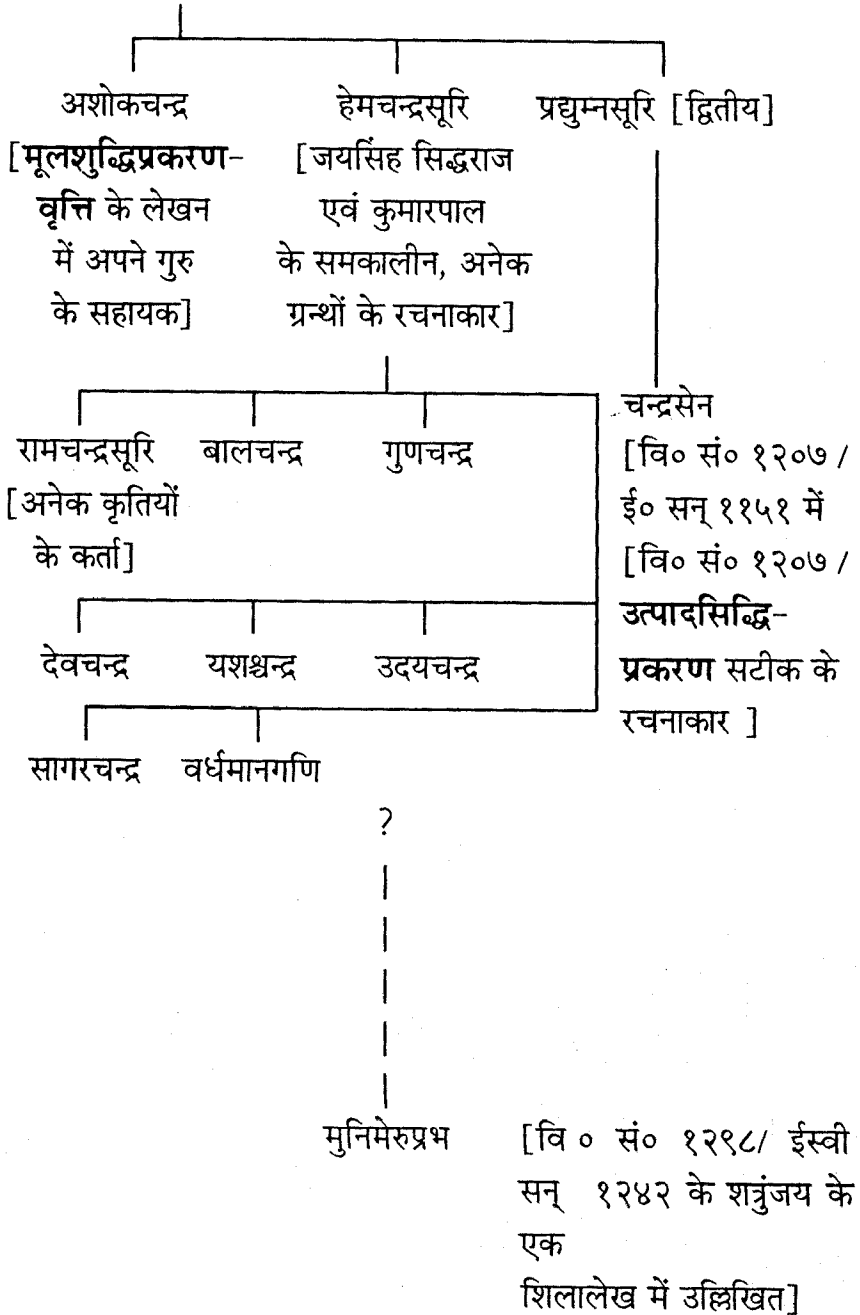 अशोकचन्द्र हेमचन्द्रसूरि प्रद्युम्नसूरि [द्वितीय]
[मूलशुद्धिप्रकरण- [जयसिंह सिद्धराज
वृत्ति के लेखन एवं कुमारपाल
में अपने गुरु के समकालीन, अनेक
के सहायक] ग्रन्थों के रचनाकार]
चन्द्रसेन
रामचन्द्रसूरि बालचन्द्र गुणचन्द्र [वि० सं० १२०७ /
[अनेक कृतियों ई० सन् ११५१ में
के कर्ता] [वि० सं० १२०७ /
उत्पादसिद्धि-
देवचन्द्र यशश्चन्द्र उदयचन्द्र प्रकरण सटीक के
रचनाकार ]
सागरचन्द्र वर्धमानगणि
?
मुनिमेरुप्रभ [वि ० सं० १२९८/ ईस्वी
सन् १२४२ के शत्रुंजय के
एक
शिलालेख में उल्लिखित]